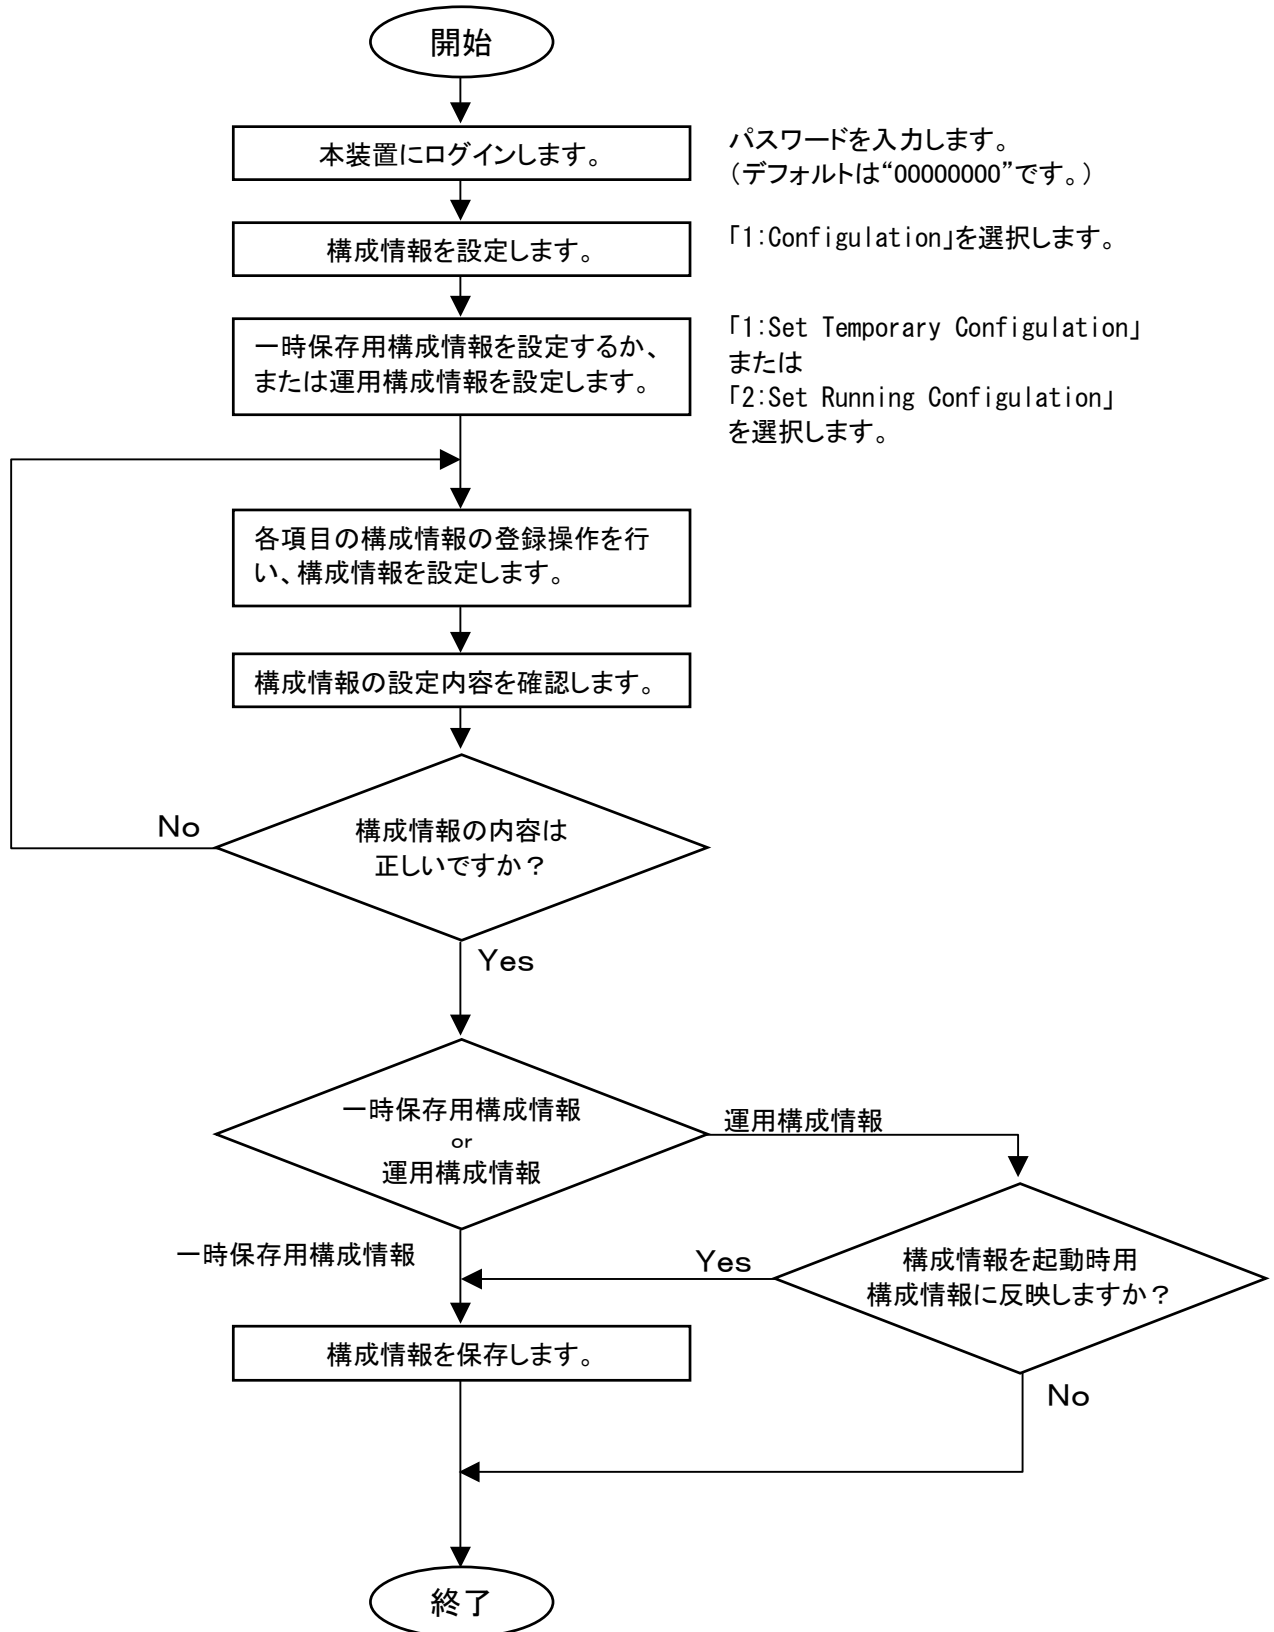 開始
本装置にログインします。
パスワードを入力します。
（デフォルトは“00000000”です。）
構成情報を設定します。
「1:Configulation」を選択します。
一時保存用構成情報を設定するか、
または運用構成情報を設定します。
「1:Set Temporary Configulation」
または
「2:Set Running Configulation」
を選択します。
各項目の構成情報の登録操作を行
い、構成情報を設定します。
構成情報の設定内容を確認します。
No
構成情報の内容は
正しいですか？
Yes
一時保存用構成情報
or
運用構成情報
運用構成情報
一時保存用構成情報
Yes
構成情報を起動時用
構成情報に反映しますか？
構成情報を保存します。
No
終了